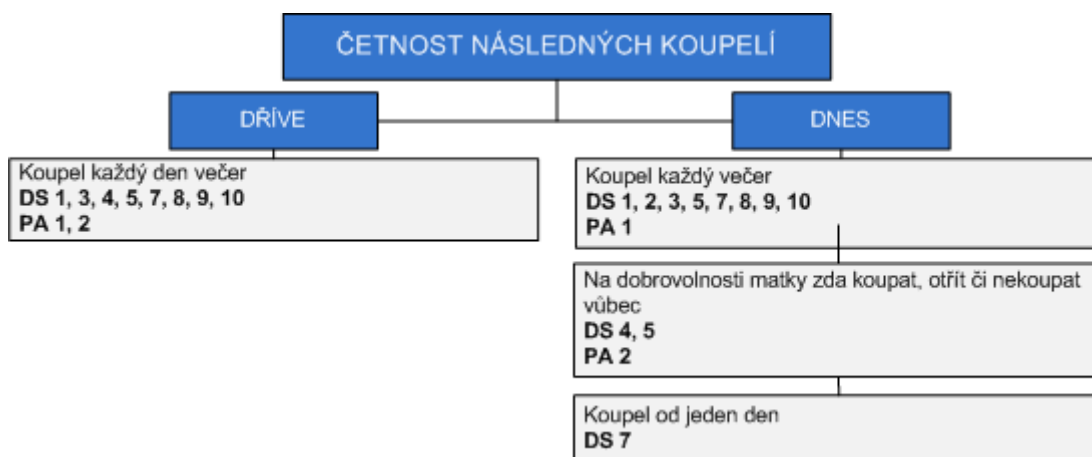 ČETNOST NÁSLEDNÝCH KOUPELÍ
DŘÍVE
Koupel každý den večer
DS 1, 3, 4, 5, 7, 8, 9, 10
PA 1, 2
DNES
Koupel každý večer
DS 1, 2, 3, 5, 7, 8, 9, 10
PA 1
Na dobrovolnosti matky zda koupat, otřít či nekoupat
vůbec
DS 4, 5
PA 2
Koupel od jeden den
DS 7